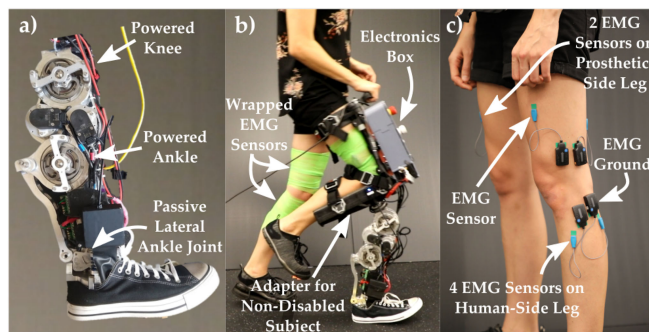 a)
Powered
Knee
Powered
Ankle
Passive
Lateral
Ankle Joint
b)
Electronics
Box
Wrapped
EMG
Sensors
Adapter for
Non-Disabled
Subject
c)
2 EMG
Sensors on
Prosthetic
Side Leg
EMG
Ground
EMG
Sensor
4 EMG Sensors on
Human-Side Leg